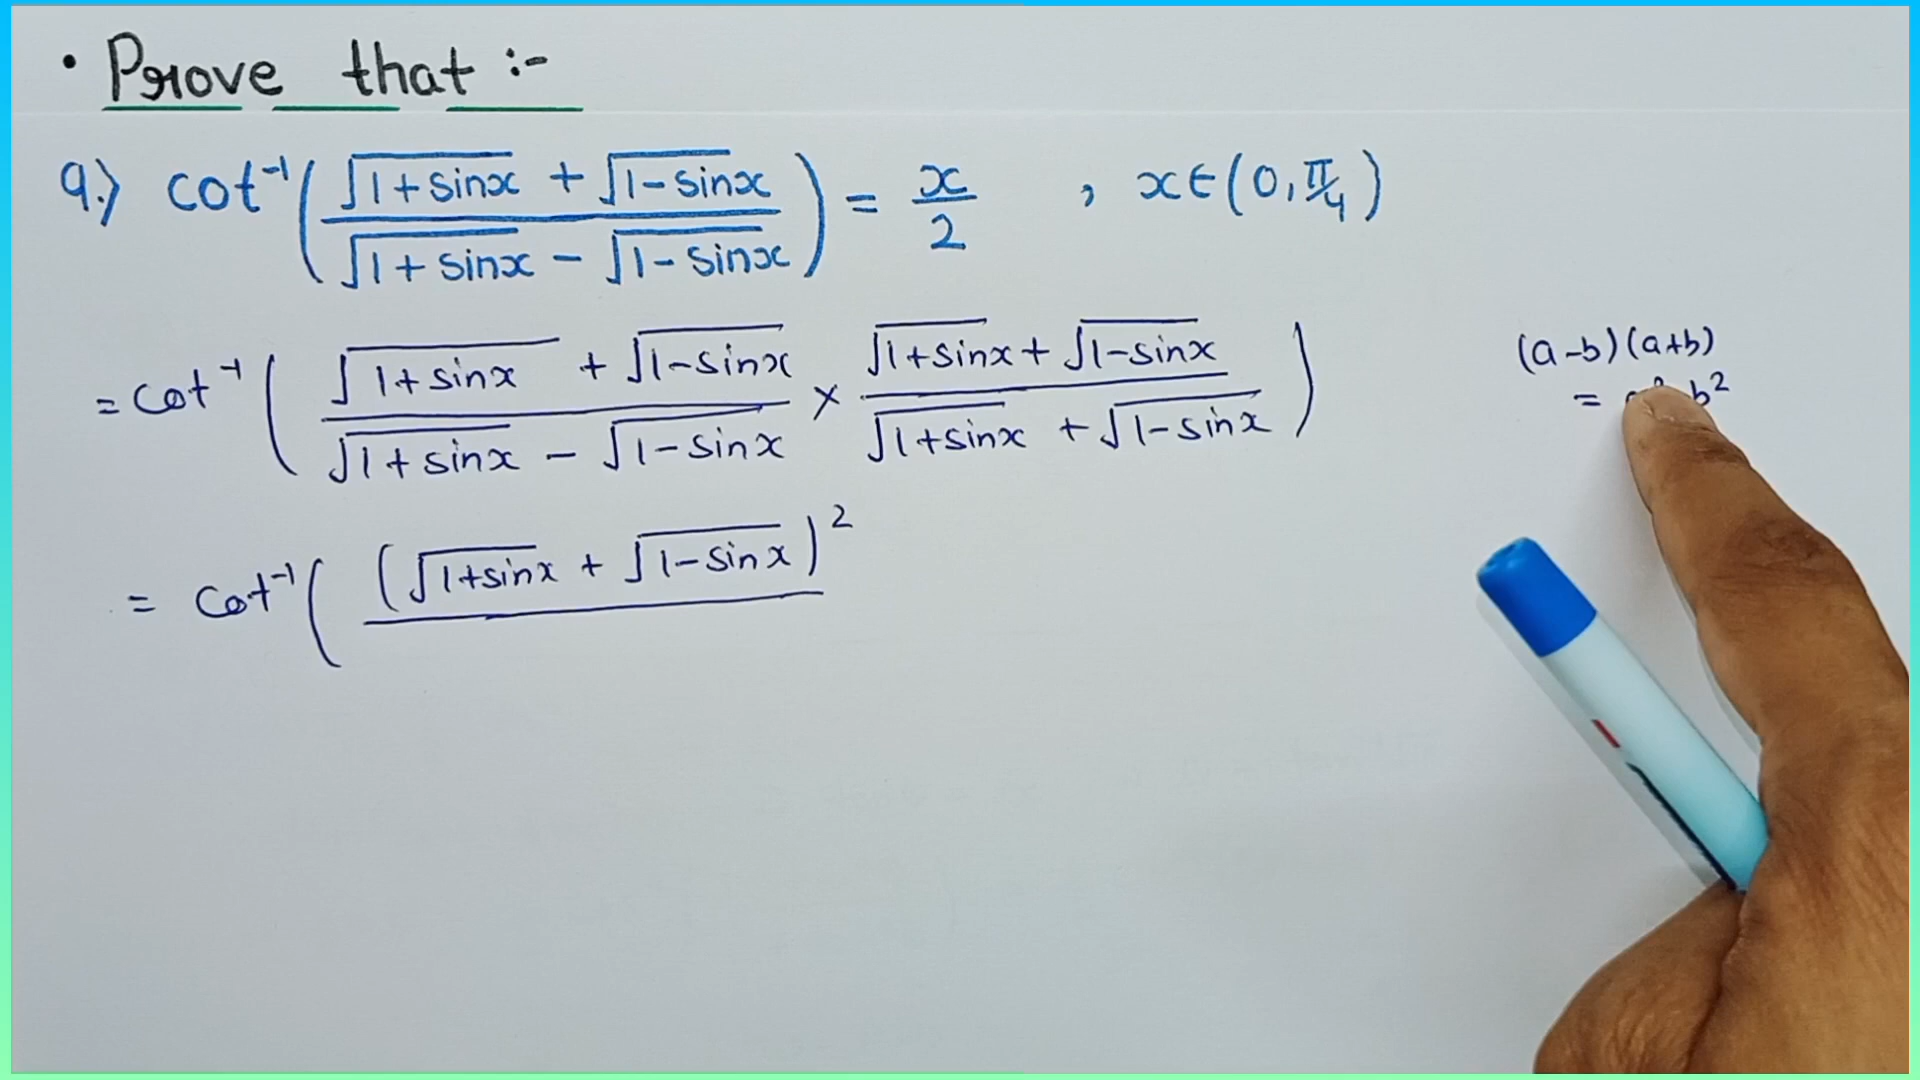 • Prove that :-
9.) cot⁻¹( (√1+sinx + √1-sinx) / (√1+sinx - √1-sinx) ) = x/2 , x∈(0, π/4)
= cot⁻¹( (√1+sinx + √1-sinx) / (√1+sinx - √1-sinx) × (√1+sinx + √1-sinx) / (√1+sinx + √1-sinx) )
(a-b)(a+b)
= b²
= cot⁻¹( (√1+sinx + √1-sinx)²